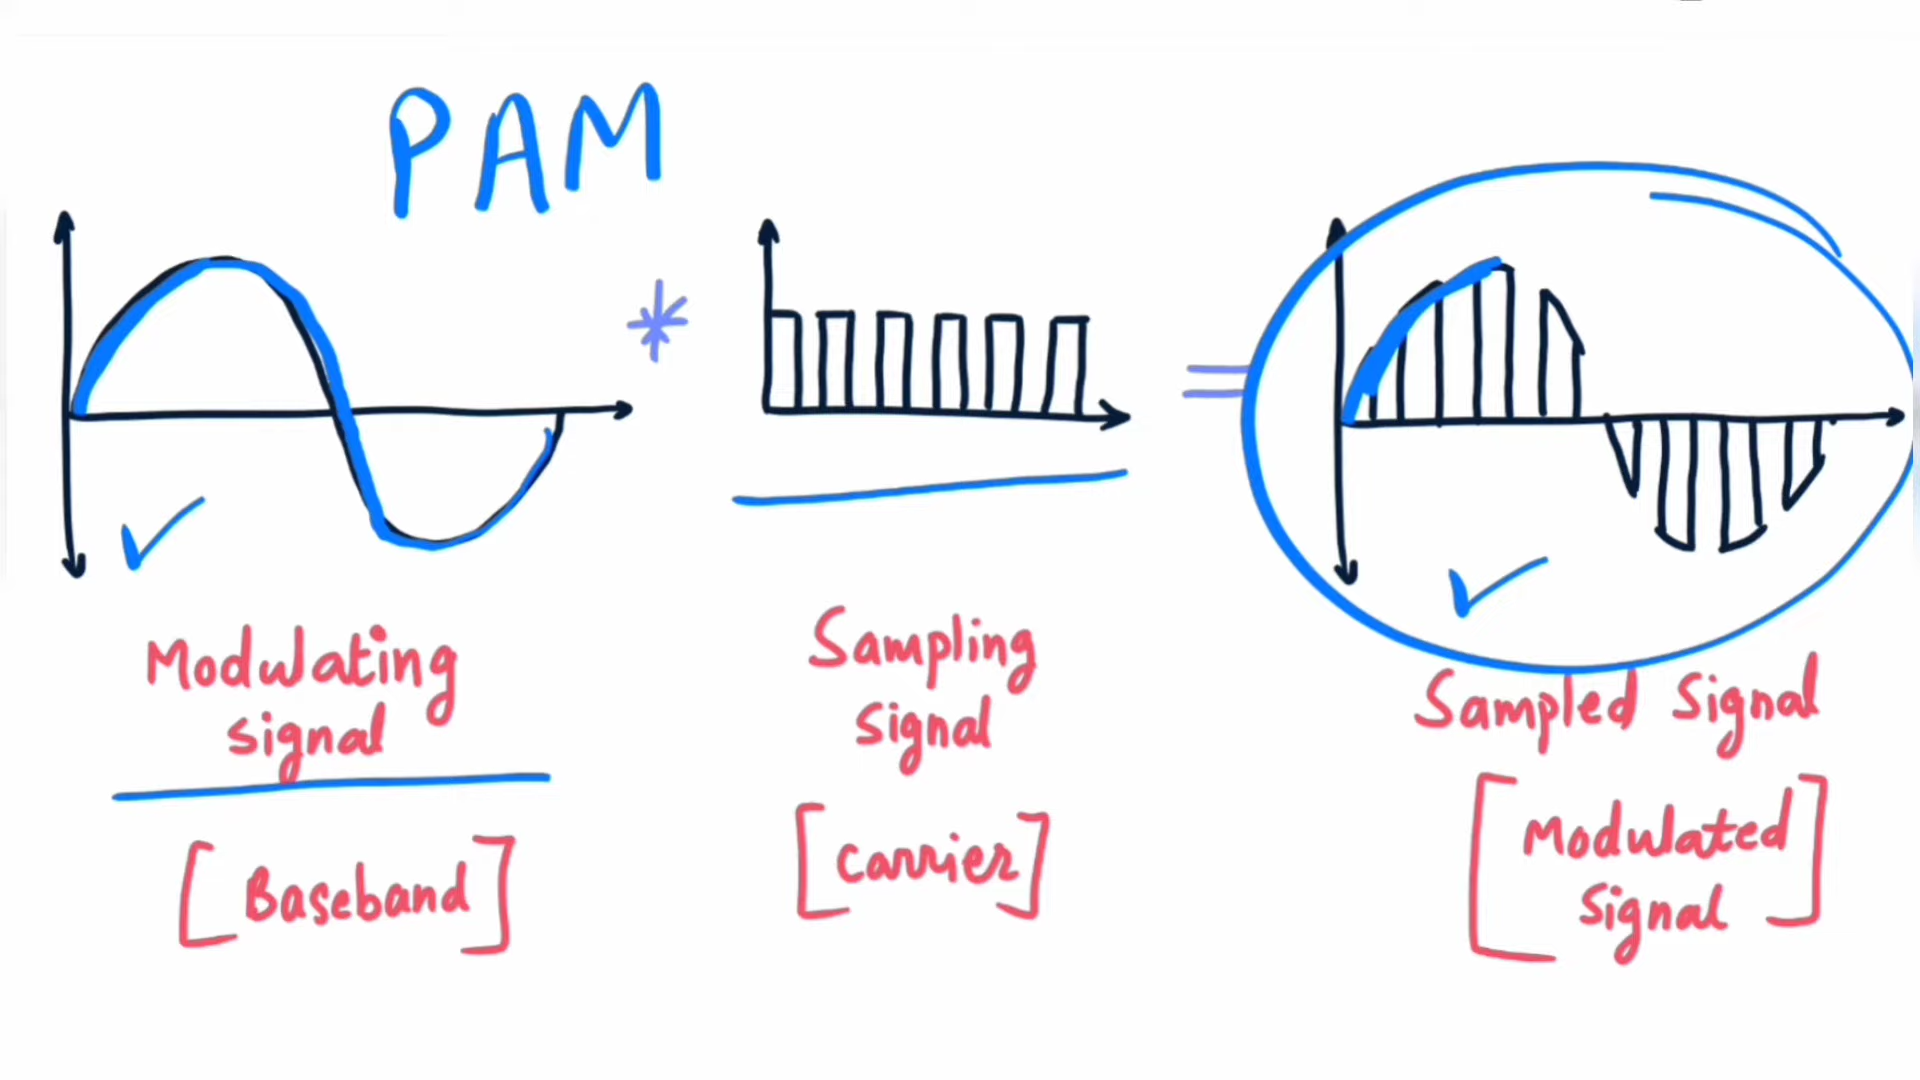 PAM
*
=
Modulating
signal
[Baseband]
Sampling
signal
[carrier]
Sampled Signal
[Modulated
Signal]